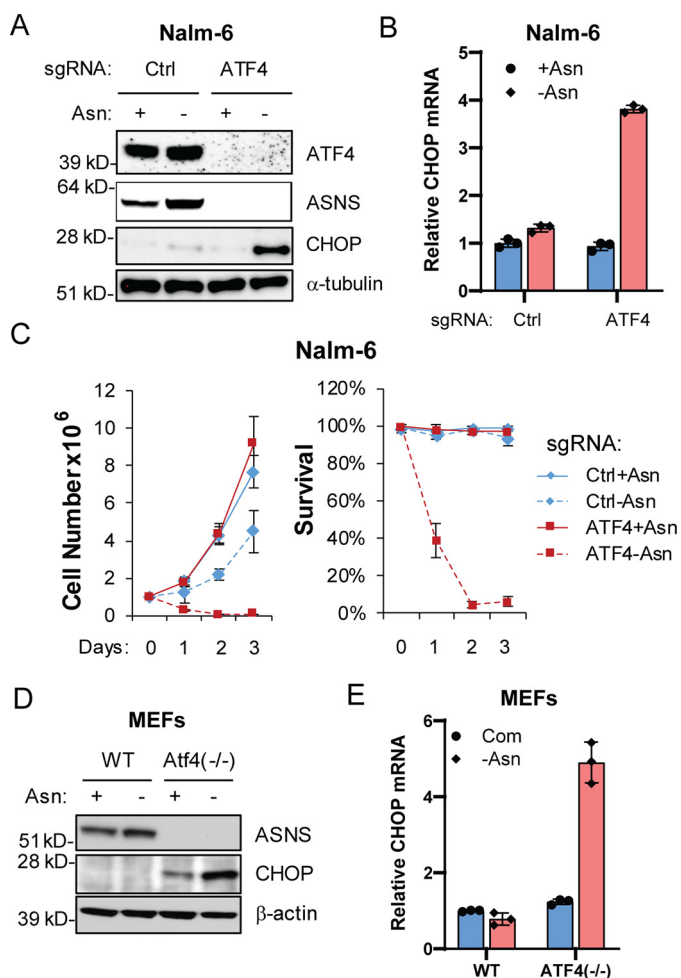 A
Nalm-6
sgRNA: Ctrl ATF4
Asn: + - + -
39 kD- ATF4
64 kD-
ASNS
28 kD- CHOP
51 kD- α-tubulin
B
Nalm-6
Relative CHOP mRNA
+Asn
-Asn
5
4
3
2
1
0
sgRNA: Ctrl ATF4
C
Nalm-6
Cell Numberx10⁶
12
10
8
6
4
2
0
Days: 0 1 2 3
Survival
120%
100%
80%
60%
40%
20%
0%
0 1 2 3
sgRNA:
Ctrl+Asn
Ctrl-Asn
ATF4+Asn
ATF4-Asn
D
MEFs
WT Atf4(-/-)
Asn: + - + -
51 kD- ASNS
28 kD-
CHOP
39 kD- β-actin
E
MEFs
Relative CHOP mRNA
Com
-Asn
6
4
2
0
WT ATF4(-/-)